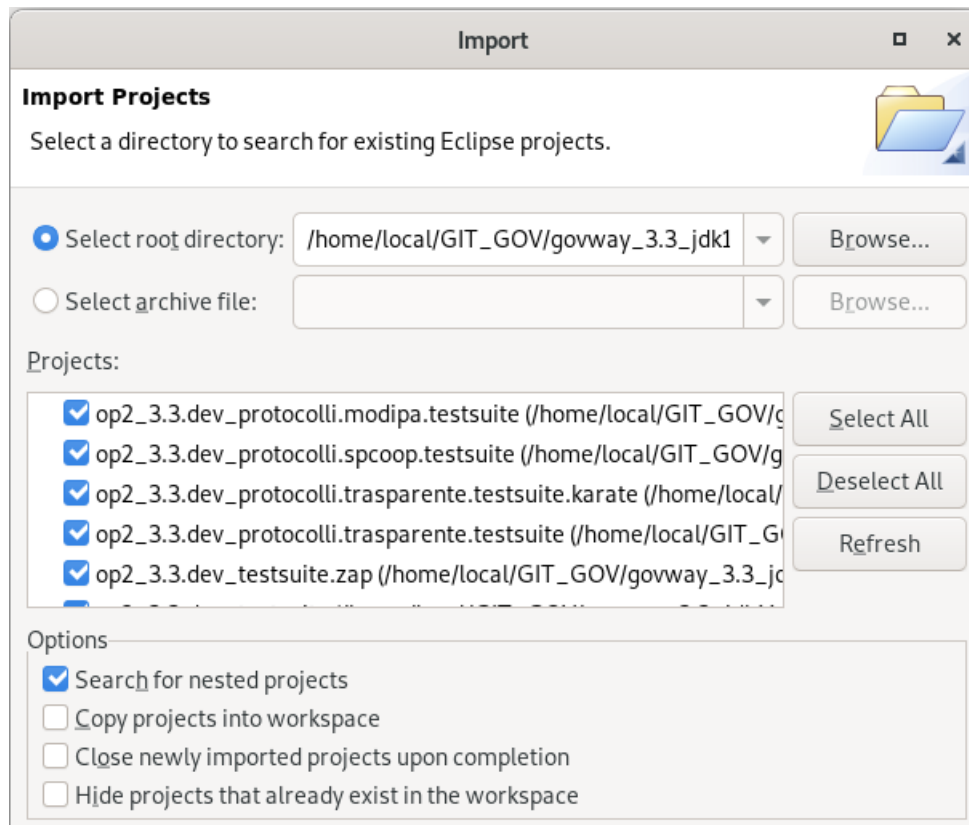 Import
Import Projects
Select a directory to search for existing Eclipse projects.
Select root directory: /home/local/GIT_GOV/govway_3.3_jdk1 Browse...
Select archive file: Browse...
Projects:
op2_3.3.dev_protocolli.modipa.testsuite (/home/local/GIT_GOV/g
Select All
op2_3.3.dev_protocolli.spcoop.testsuite (/home/local/GIT_GOV/g
Deselect All
op2_3.3.dev_protocolli.trasparente.testsuite.karate (/home/local/
op2_3.3.dev_protocolli.trasparente.testsuite (/home/local/GIT_G
Refresh
op2_3.3.dev_testsuite.zap (/home/local/GIT_GOV/govway_3.3_jd
Options
Search for nested projects
Copy projects into workspace
Close newly imported projects upon completion
Hide projects that already exist in the workspace